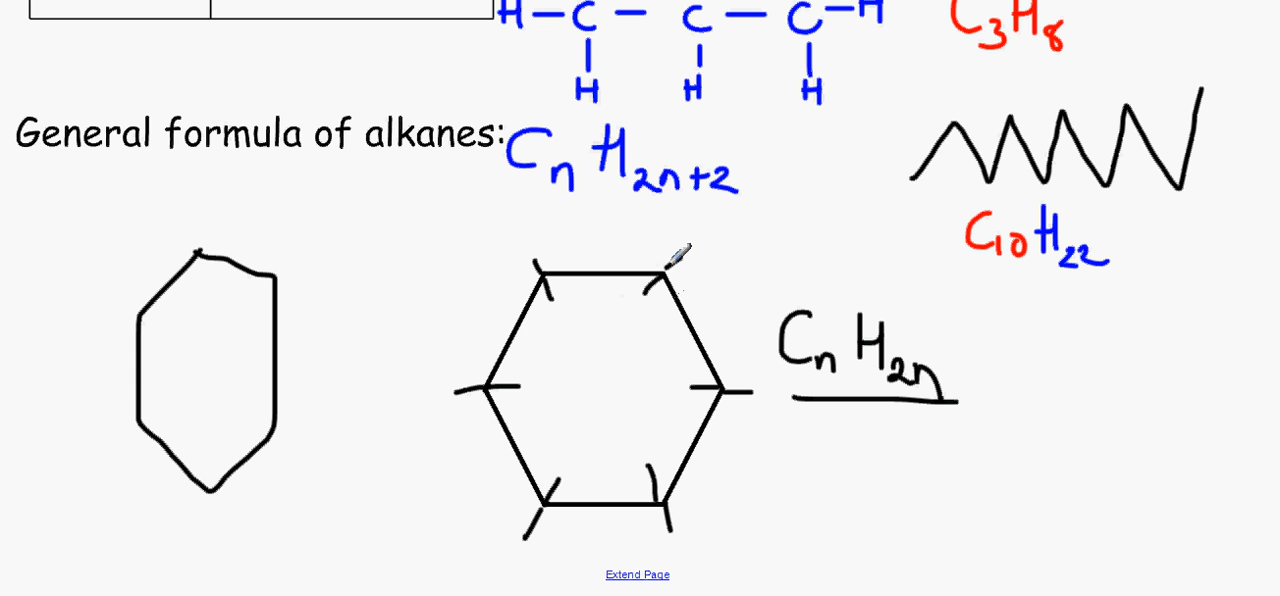 H – C – C – C – H
C3H8
H H H
General formula of alkanes: CnH2n+2
C10H22
CnH2n
Extend Page